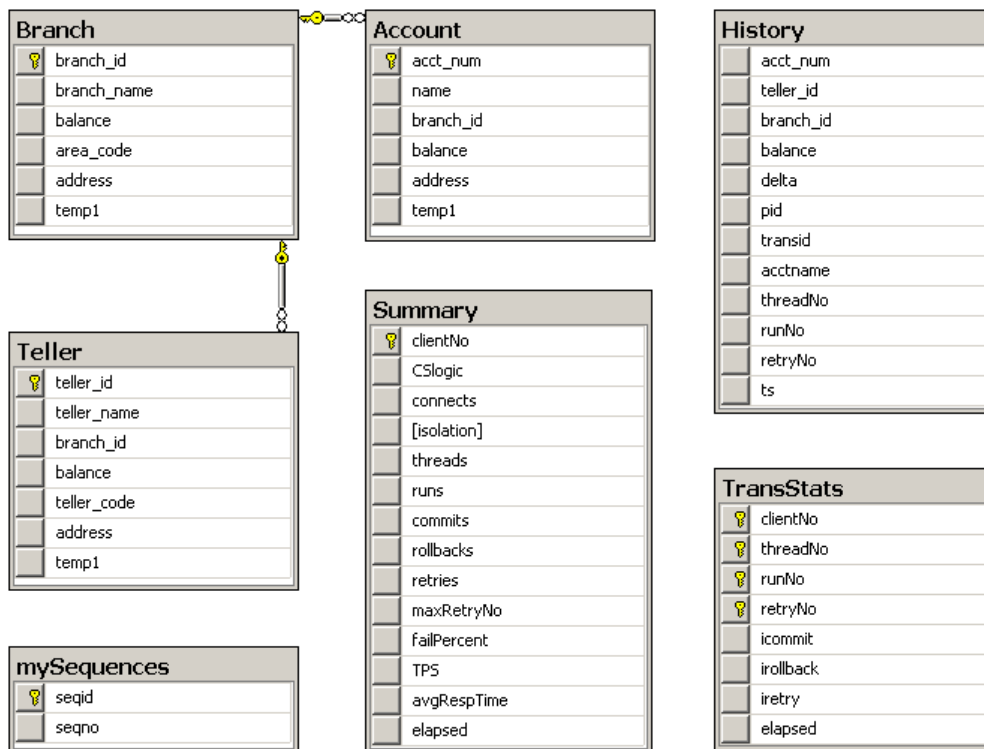 Branch
branch_id
branch_name
balance
area_code
address
temp1
Account
acct_num
name
branch_id
balance
address
temp1
History
acct_num
teller_id
branch_id
balance
delta
pid
transid
acctname
threadNo
runNo
retryNo
ts
Teller
teller_id
teller_name
branch_id
balance
teller_code
address
temp1
Summary
clientNo
CSlogic
connects
[isolation]
threads
runs
commits
rollbacks
retries
maxRetryNo
failPercent
TPS
avgRespTime
elapsed
TransStats
clientNo
threadNo
runNo
retryNo
icommit
irollback
iretry
elapsed
mySequences
seqid
seqno